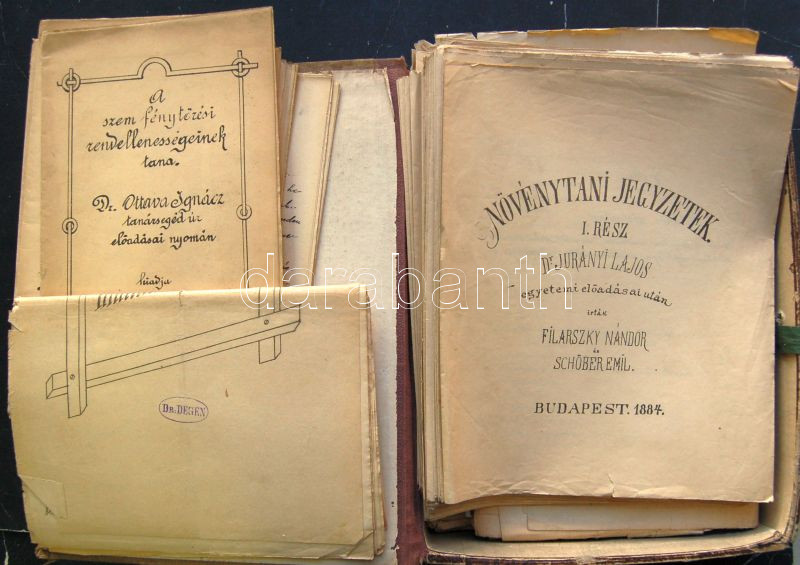 A
szem fénytörési
rendellenességeinek
tana.
Dr. Ottava Ignácz
tanársegéd úr
előadásai nyomán
kiadja
DR. DEGEN
NÖVÉNYTANI JEGYZETEK.
I. RÉSZ
Dr. JURÁNYI LAJOS
egyetemi előadásai után
irták
FILARSZKY NÁNDOR
és
SCHÖBER EMIL.
BUDAPEST. 1884.
darabanth